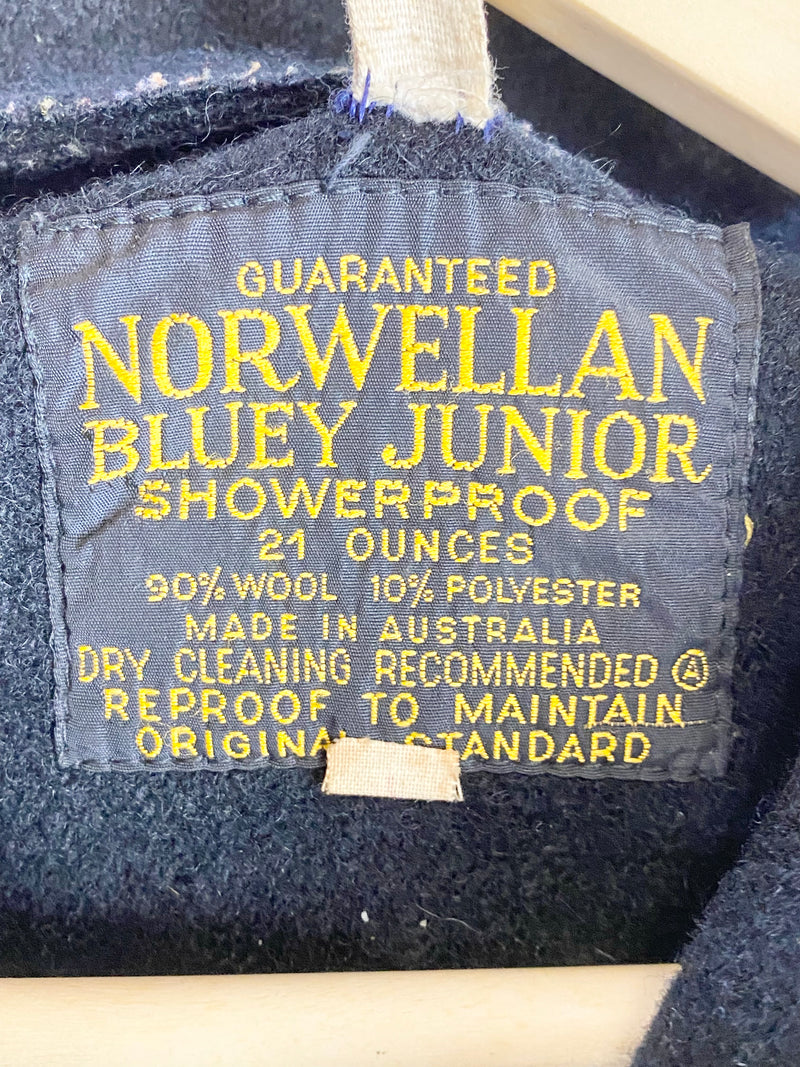 GUARANTEED
NORWELLAN
BLUEY JUNIOR
SHOWERPROOF
21 OUNCES
90% WOOL 10% POLYESTER
MADE IN AUSTRALIA
DRY CLEANING RECOMMENDED Ⓐ
REPROOF TO MAINTAIN
ORIGINAL STANDARD